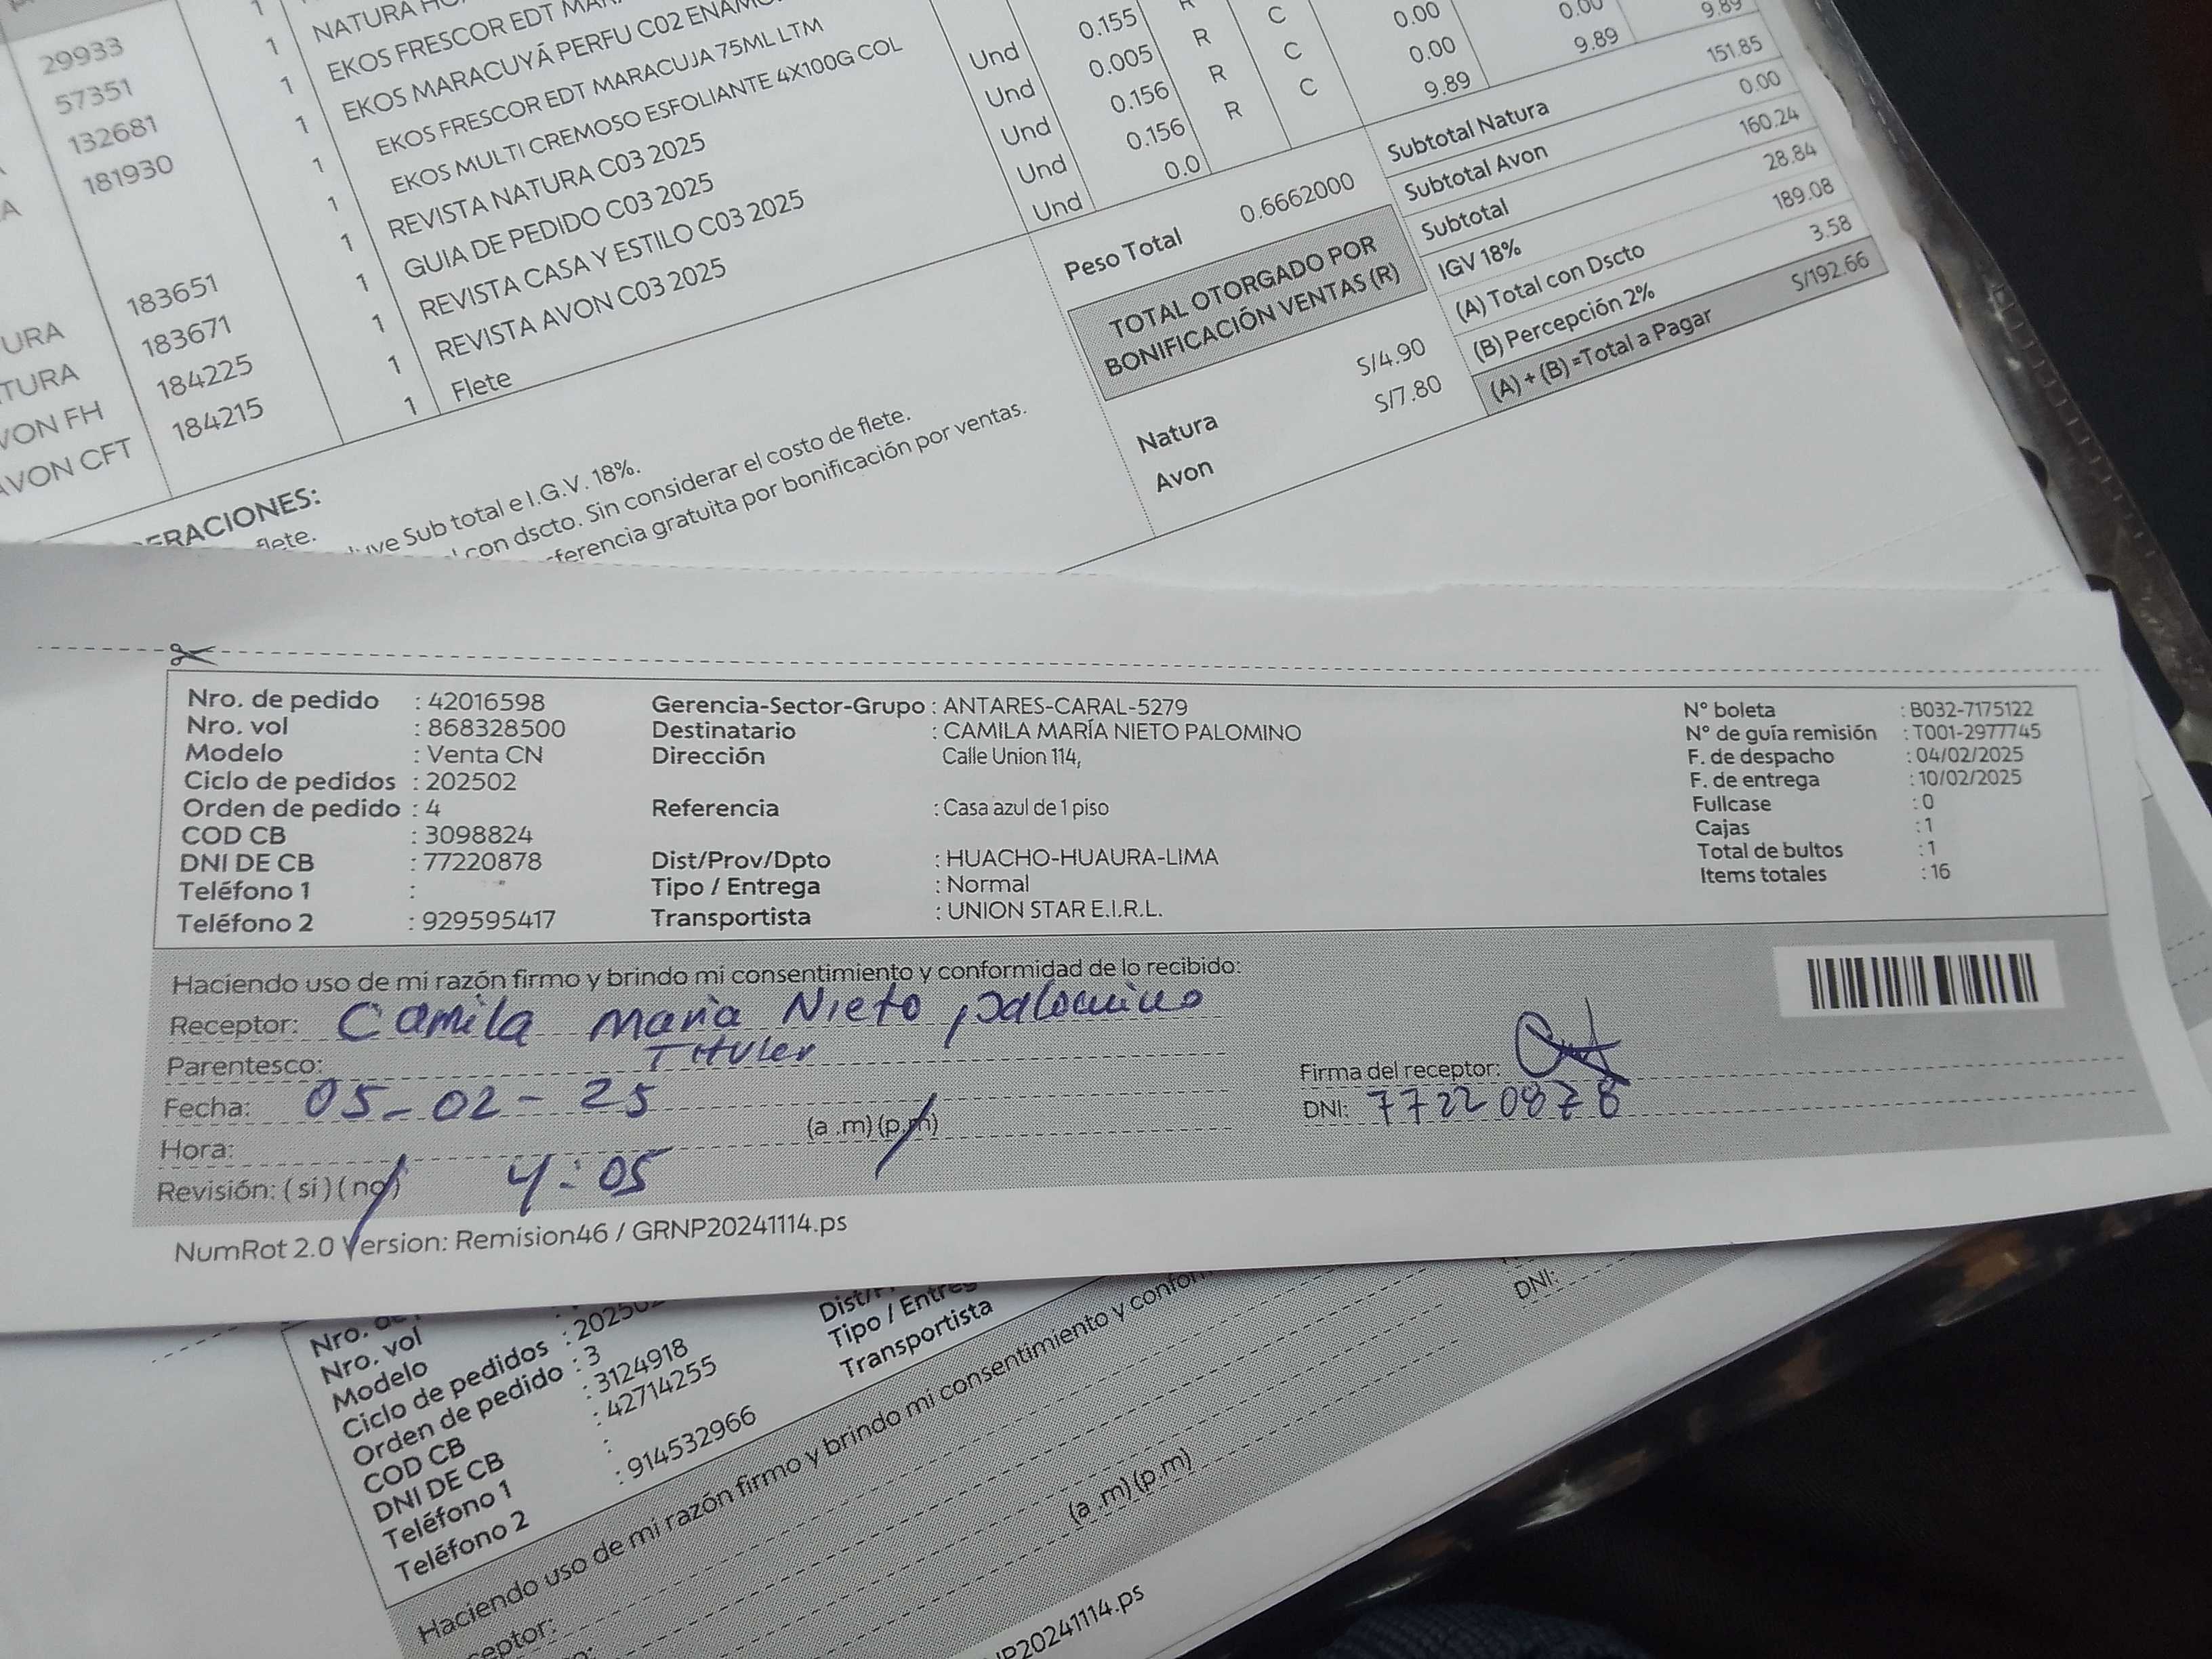 29933 1 NATURA
57351 1 EKOS FRESCOR EDT
132681 1 EKOS MARACUYÁ PERFU C02
181930 1 EKOS FRESCOR EDT MARACUJA 75ML LTM
1 EKOS MULTI CREMOSO ESFOLIANTE 4X100G COL
183651 1 REVISTA NATURA C03 2025
183671 1 GUIA DE PEDIDO C03 2025
184225 1 REVISTA CASA Y ESTILO C03 2025
184215 1 REVISTA AVON C03 2025
1 Flete
URA
TURA
VON FH
AVON CFT
Und 0.155 R C 0.00 0.00 9.89
Und 0.005 R C 0.00 9.89
Und 0.156 R C 9.89
Und 0.156 R
Und 0.0
Peso Total 0.6662000
TOTAL OTORGADO POR
BONIFICACIÓN VENTAS (R)
Natura S/4.90
Avon S/7.80
Subtotal Natura 151.85
Subtotal Avon 0.00
Subtotal 160.24
IGV 18% 28.84
(A) Total con Dscto 189.08
(B) Percepción 2% 3.58
(A) + (B) =Total a Pagar S/192.66
ERACIONES:
flete.
uye Sub total e I.G.V. 18%.
con dscto. Sin considerar el costo de flete.
sferencia gratuita por bonificación por ventas.
Nro. de pedido : 42016598 Gerencia-Sector-Grupo : ANTARES-CARAL-5279 N° boleta : B032-7175122
Nro. vol : 868328500 Destinatario : CAMILA MARÍA NIETO PALOMINO N° de guía remisión : T001-2977745
Modelo : Venta CN Dirección Calle Union 114, F. de despacho : 04/02/2025
Ciclo de pedidos : 202502 F. de entrega : 10/02/2025
Orden de pedido : 4 Referencia : Casa azul de 1 piso Fullcase : 0
COD CB : 3098824 Cajas : 1
DNI DE CB : 77220878 Dist/Prov/Dpto : HUACHO-HUAURA-LIMA Total de bultos : 1
Teléfono 1 : Tipo / Entrega : Normal Items totales : 16
Teléfono 2 : 929595417 Transportista : UNION STAR E.I.R.L.
Haciendo uso de mi razón firmo y brindo mi consentimiento y conformidad de lo recibido:
Receptor: Camila Maria Nieto palomino
Parentesco: Tituler
Firma del receptor:
Fecha: 05-02-25
DNI: 77220878
Hora: (a .m) (p.m)
Revisión: ( si ) ( no ) 4:05
NumRot 2.0 Version: Remision46 / GRNP20241114.ps
Nro. de
Nro. vol
Modelo
Ciclo de pedidos : 202502
Orden de pedido : 3
COD CB : 3124918
DNI DE CB : 42714255
Teléfono 1 :
Teléfono 2 : 914532966
Tipo / Entreg
Transportista
Haciendo uso de mi razón firmo y brindo mi consentimiento y confor
ceptor:
(a .m) (p.m)
DNI:
P20241114.ps